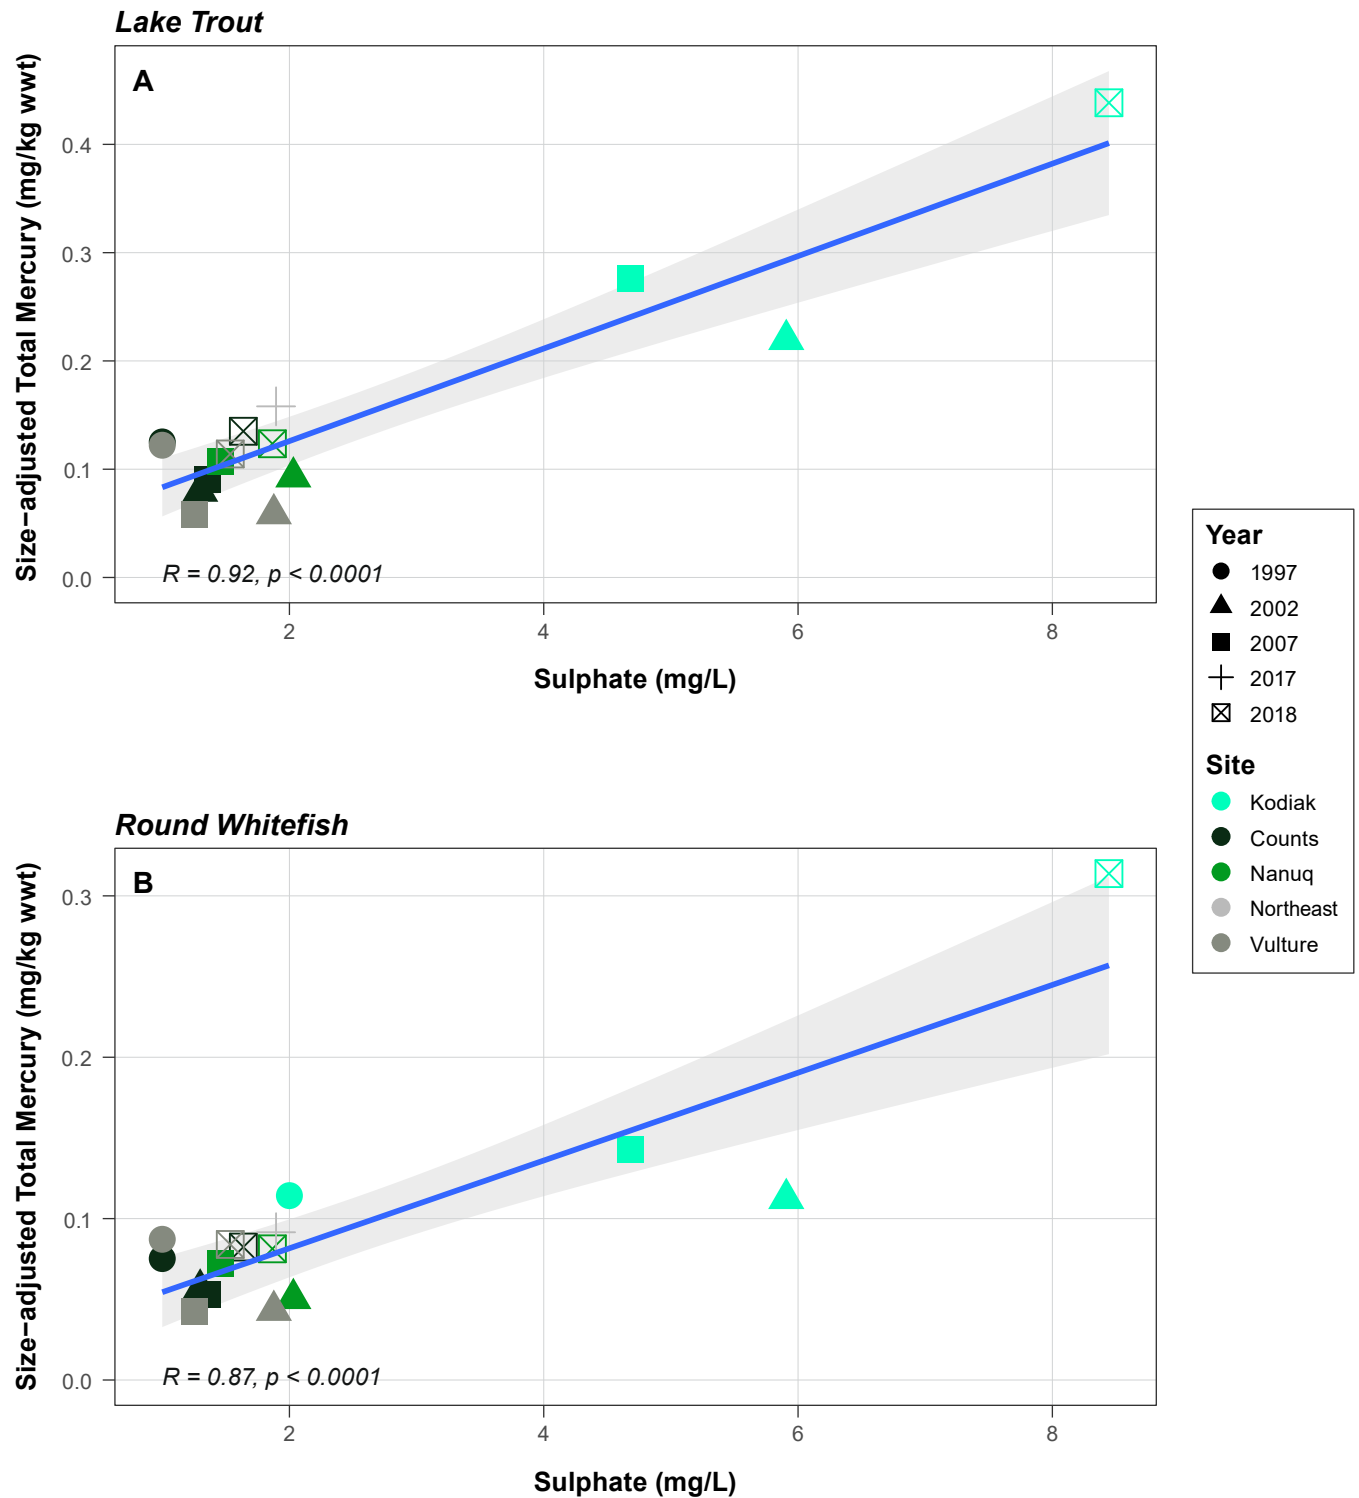 Lake Trout
A
Size−adjusted Total Mercury (mg/kg wwt)
0.4
0.3
0.2
0.1
0.0
R = 0.92, p < 0.0001
2 4 6 8
Sulphate (mg/L)
Year
1997
2002
2007
2017
2018
Site
Kodiak
Counts
Nanuq
Northeast
Vulture
Round Whitefish
B
Size−adjusted Total Mercury (mg/kg wwt)
0.3
0.2
0.1
0.0
R = 0.87, p < 0.0001
2 4 6 8
Sulphate (mg/L)